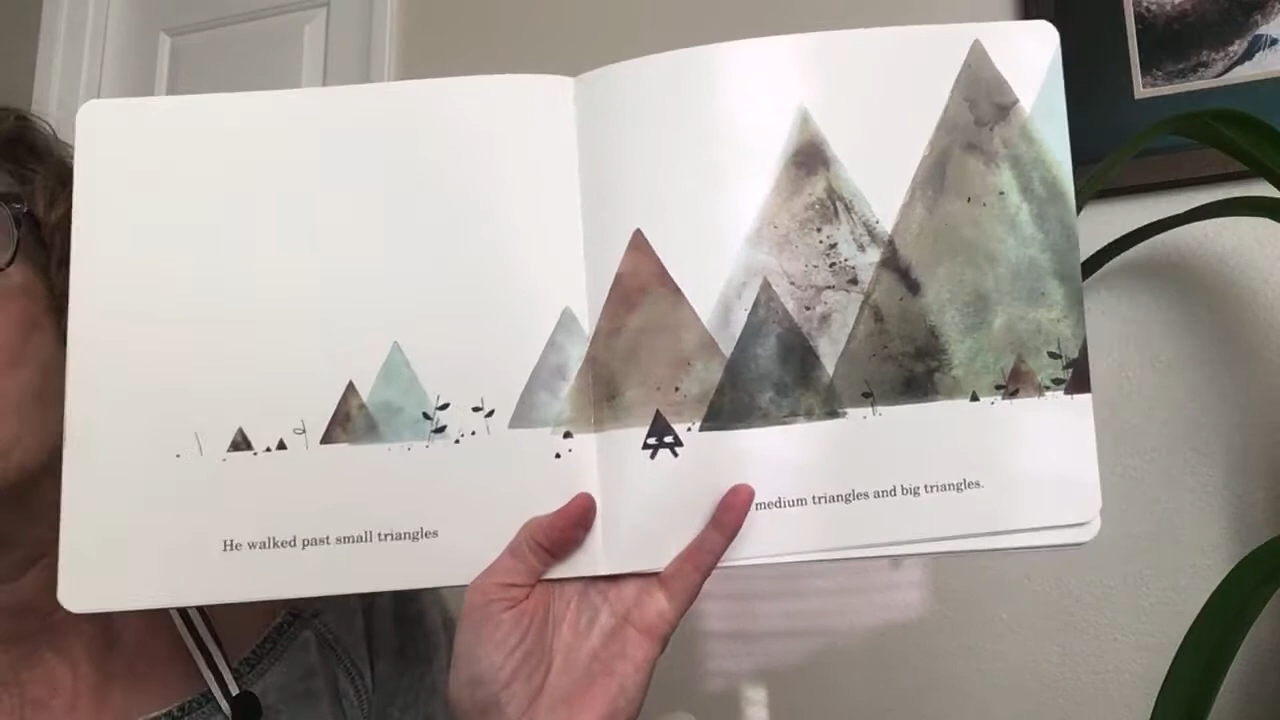 He walked past small triangles
medium triangles and big triangles.